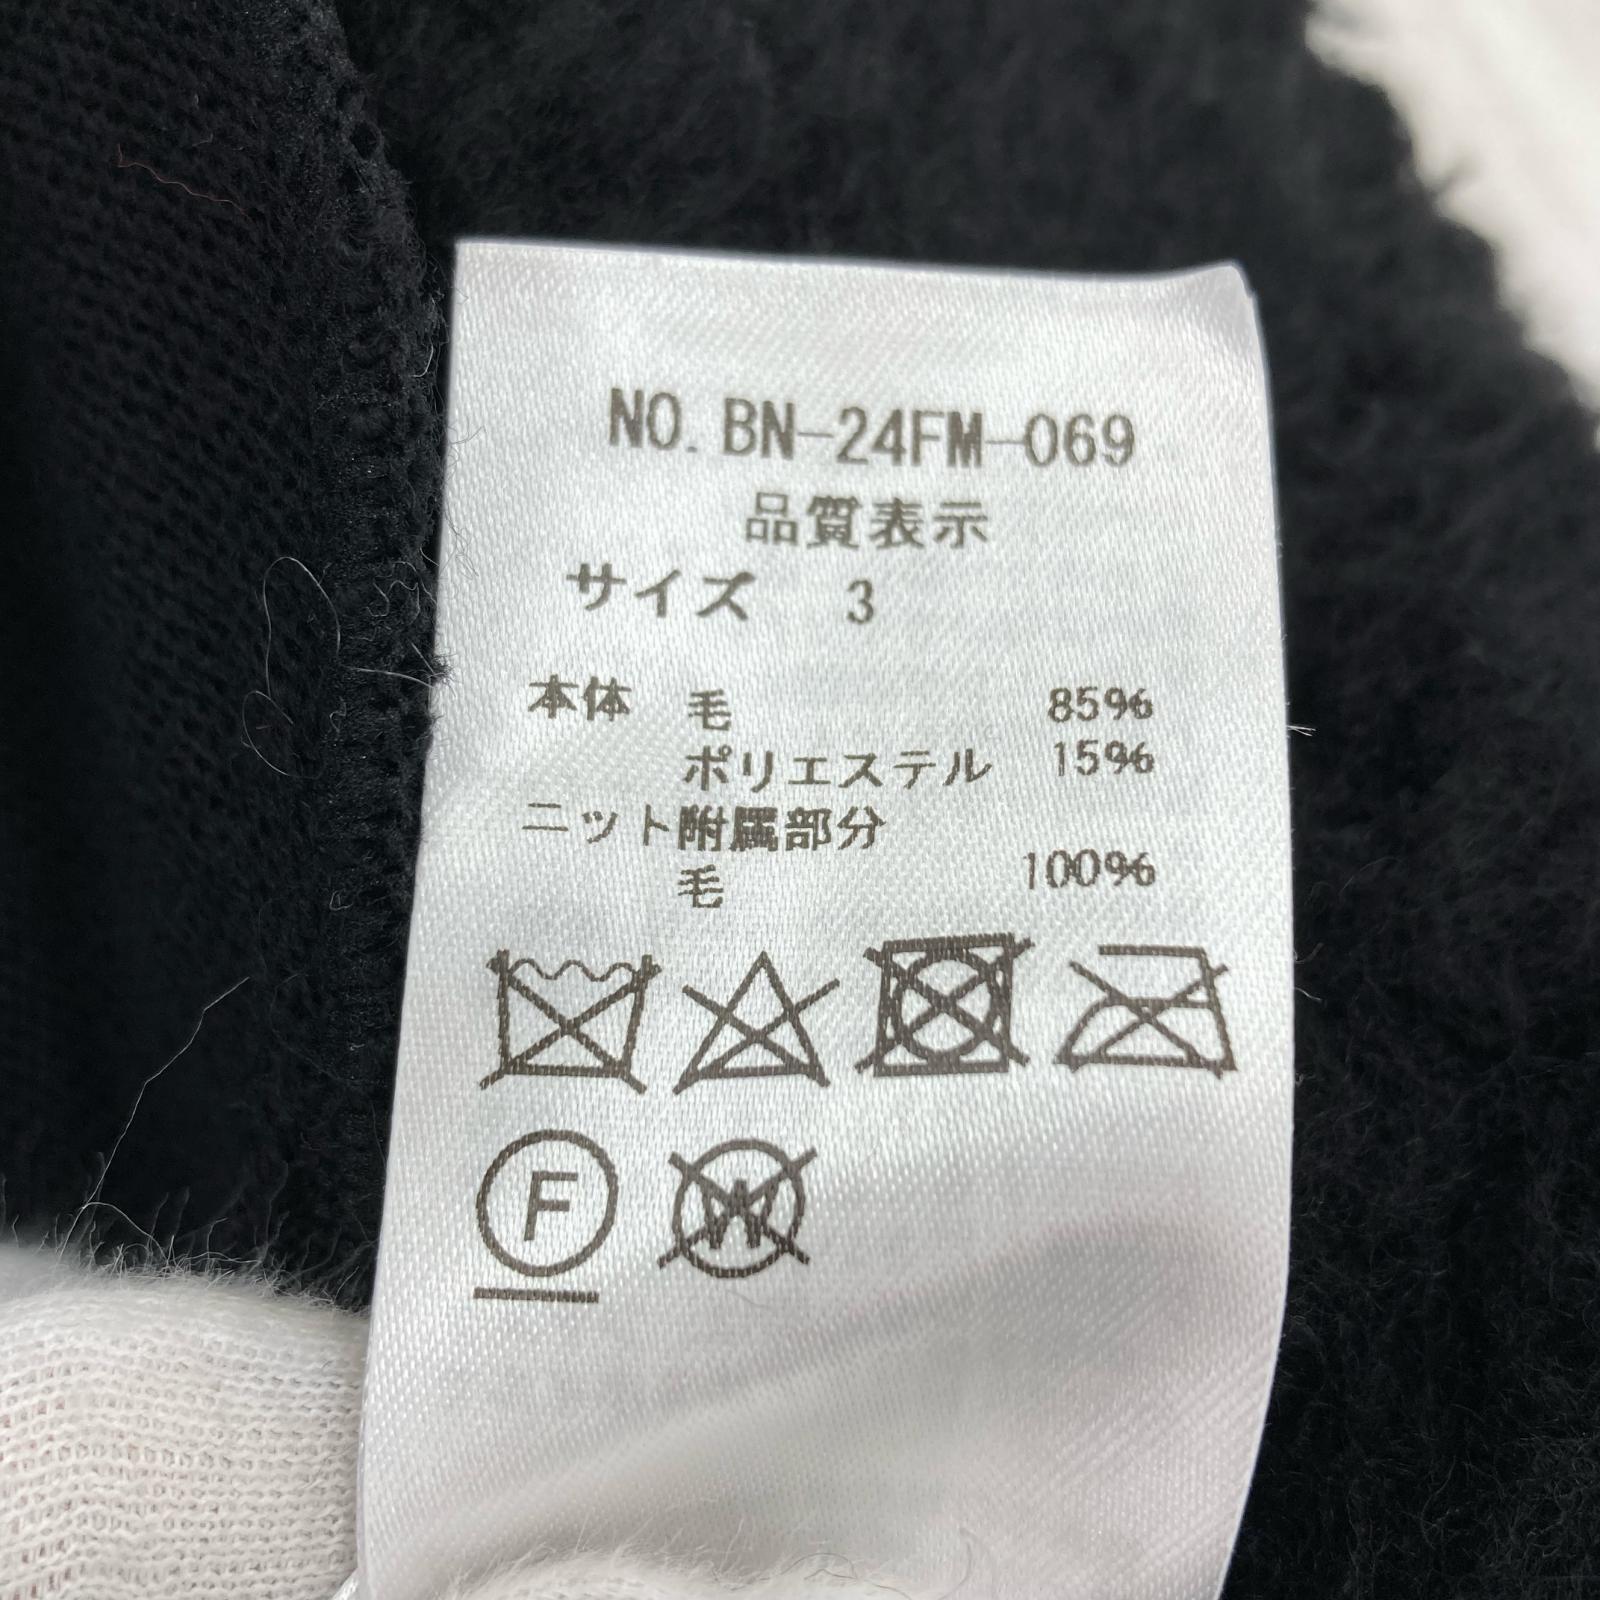 NO. BN-24FM-069
品質表示
サイズ 3
本体 毛 85%
ポリエステル 15%
ニット附属部分
毛 100%
F W